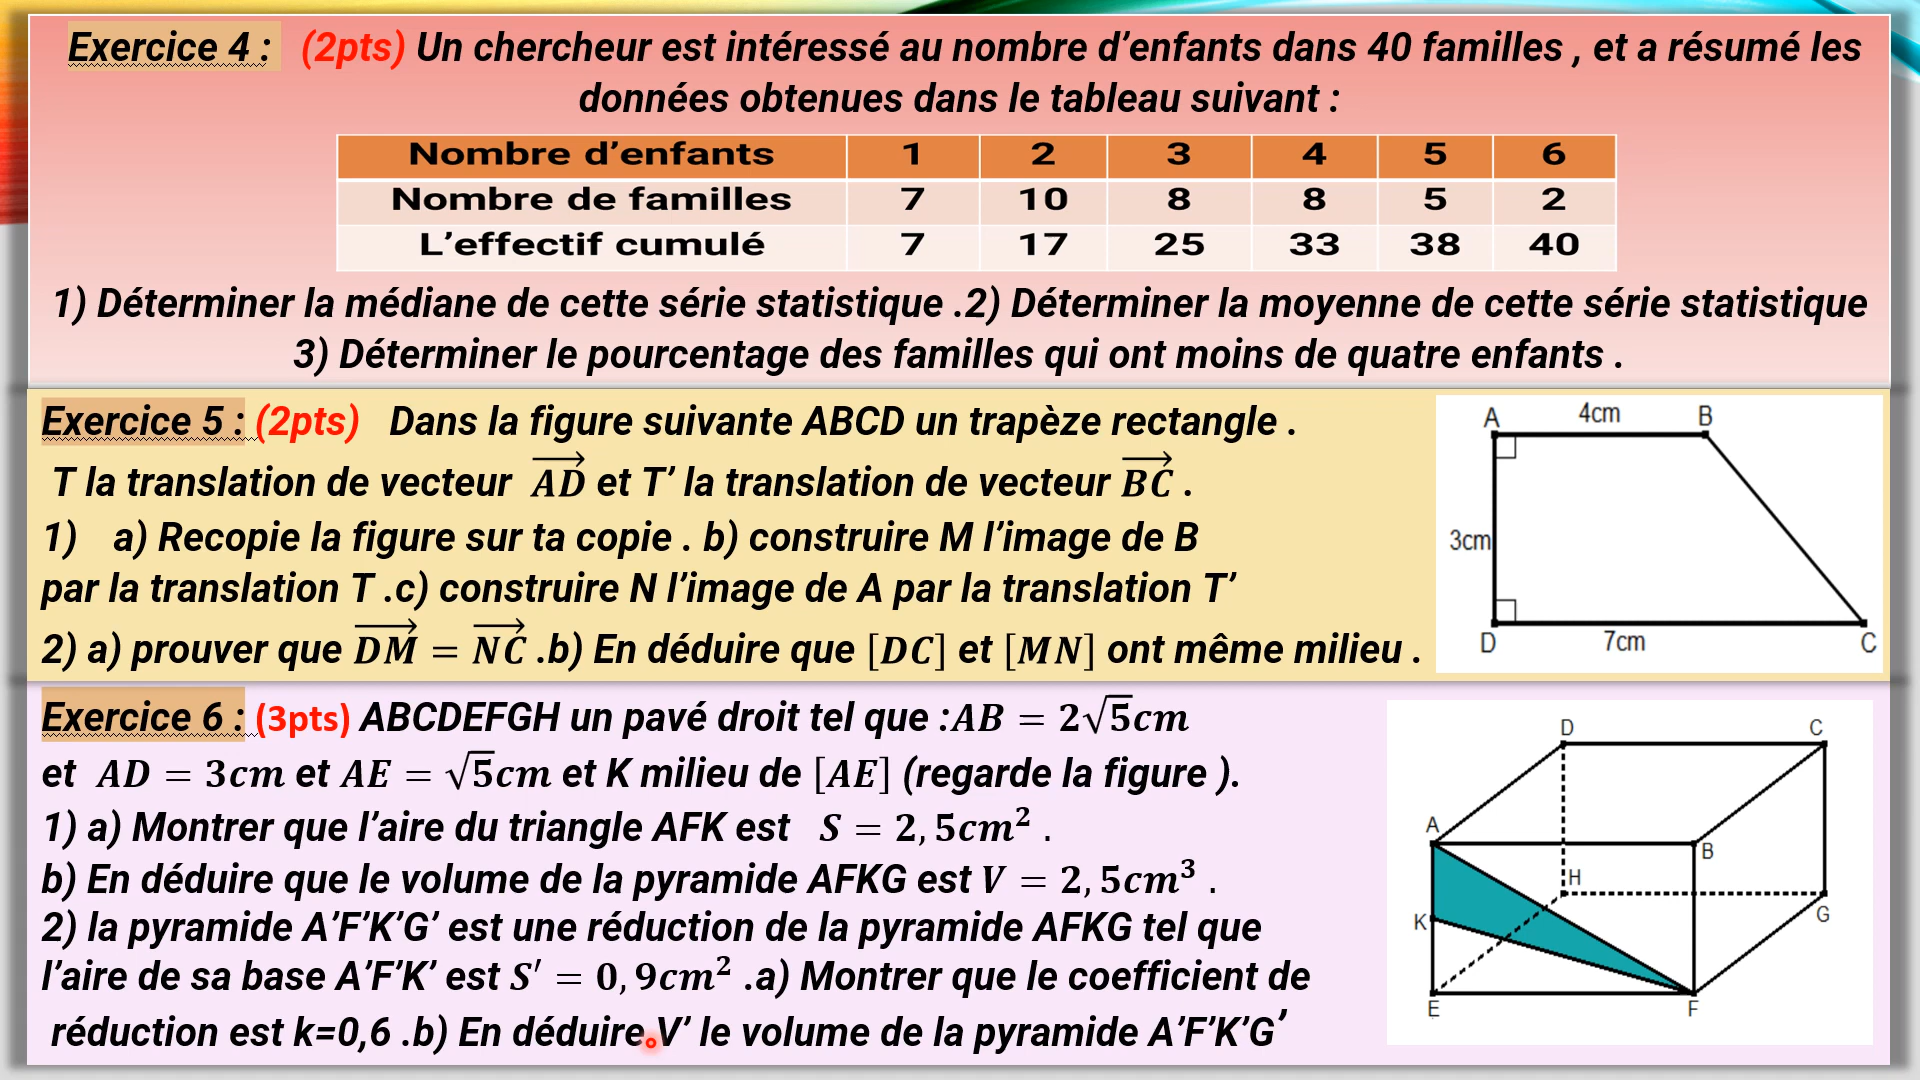 Exercice 4 : (2pts) Un chercheur est intéressé au nombre d’enfants dans 40 familles , et a résumé les
données obtenues dans le tableau suivant :
Nombre d’enfants 1 2 3 4 5 6
Nombre de familles 7 10 8 8 5 2
L’effectif cumulé 7 17 25 33 38 40
1) Déterminer la médiane de cette série statistique .2) Déterminer la moyenne de cette série statistique
3) Déterminer le pourcentage des familles qui ont moins de quatre enfants .
Exercice 5 : (2pts) Dans la figure suivante ABCD un trapèze rectangle .
T la translation de vecteur \overrightarrow{AD} et T’ la translation de vecteur \overrightarrow{BC} .
1) a) Recopie la figure sur ta copie . b) construire M l’image de B
par la translation T .c) construire N l’image de A par la translation T’
2) a) prouver que \overrightarrow{DM} = \overrightarrow{NC} .b) En déduire que [DC] et [MN] ont même milieu .
A 4cm B
3cm
D 7cm C
Exercice 6 : (3pts) ABCDEFGH un pavé droit tel que :AB = 2√5cm
et AD = 3cm et AE = √5cm et K milieu de [AE] (regarde la figure ).
1) a) Montrer que l’aire du triangle AFK est S = 2,5cm² .
b) En déduire que le volume de la pyramide AFKG est V = 2,5cm³ .
2) la pyramide A’F’K’G’ est une réduction de la pyramide AFKG tel que
l’aire de sa base A’F’K’ est S′ = 0,9cm² .a) Montrer que le coefficient de
réduction est k=0,6 .b) En déduire V’ le volume de la pyramide A’F’K’G’
D C
A B
H
K G
E F